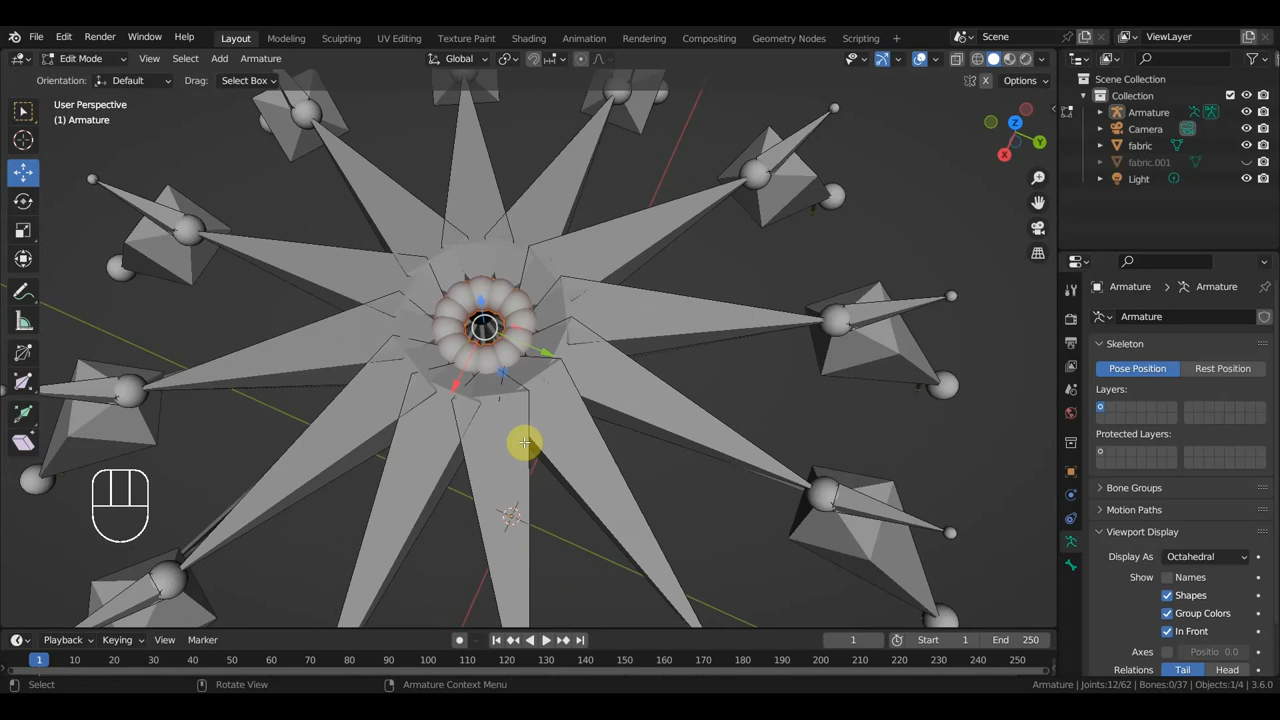 File Edit Render Window Help Layout Modeling Sculpting UV Editing Texture Paint Shading Animation Rendering Compositing Geometry Nodes Scripting + Scene ViewLayer
Edit Mode View Select Add Armature Global
Orientation: Default Drag: Select Box X Options
User Perspective
(1) Armature
Z
Y
X
Scene Collection
Collection
Armature
Camera
fabric
fabric.001
Light
Armature > Armature
Armature
Skeleton
Pose Position Rest Position
Layers:
Protected Layers:
Bone Groups
Motion Paths
Viewport Display
Display As Octahedral
Show Names
Shapes
Group Colors
In Front
Axes Positio 0.0
Relations Tail Head
Playback Keying View Marker 1 Start 1 End 250
1 10 20 30 40 50 60 70 80 90 100 110 120 130 140 150 160 170 180 190 200 210 220 230 240 250
Select Rotate View Armature Context Menu Armature | Joints:12/62 | Bones:0/37 | Objects:1/4 | 3.6.0